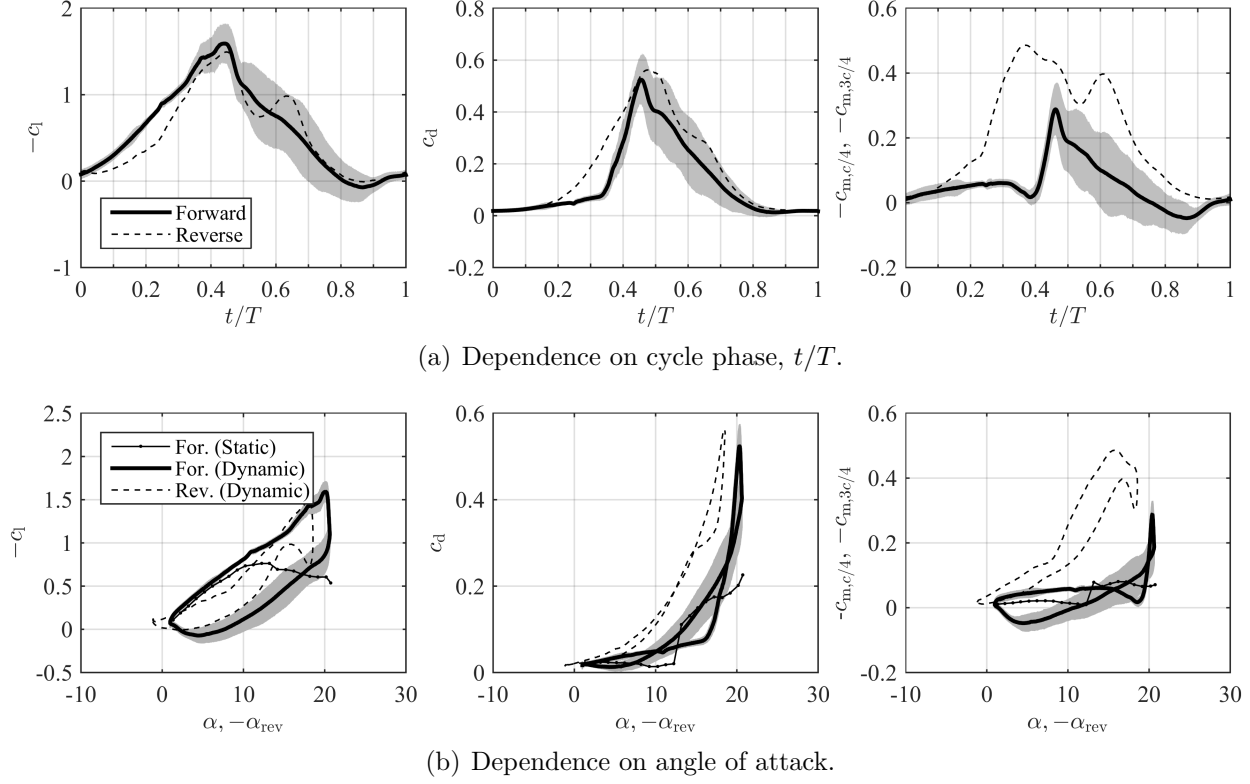 2
1
0
-1
−c_l
Forward
Reverse
0 0.2 0.4 0.6 0.8 1
t/T
0.8
0.6
0.4
0.2
0
-0.2
c_d
0 0.2 0.4 0.6 0.8 1
t/T
0.6
0.4
0.2
0
-0.2
−c_{m,c/4}, −c_{m,3c/4}
0 0.2 0.4 0.6 0.8 1
t/T
(a) Dependence on cycle phase, t/T.
2.5
2
1.5
1
0.5
0
-0.5
−c_l
For. (Static)
For. (Dynamic)
Rev. (Dynamic)
-10 0 10 20 30
α, −α_rev
0.6
0.4
0.2
0
c_d
-10 0 10 20 30
α, −α_rev
0.6
0.4
0.2
0
-0.2
-c_{m,c/4}, −c_{m,3c/4}
-10 0 10 20 30
α, −α_rev
(b) Dependence on angle of attack.